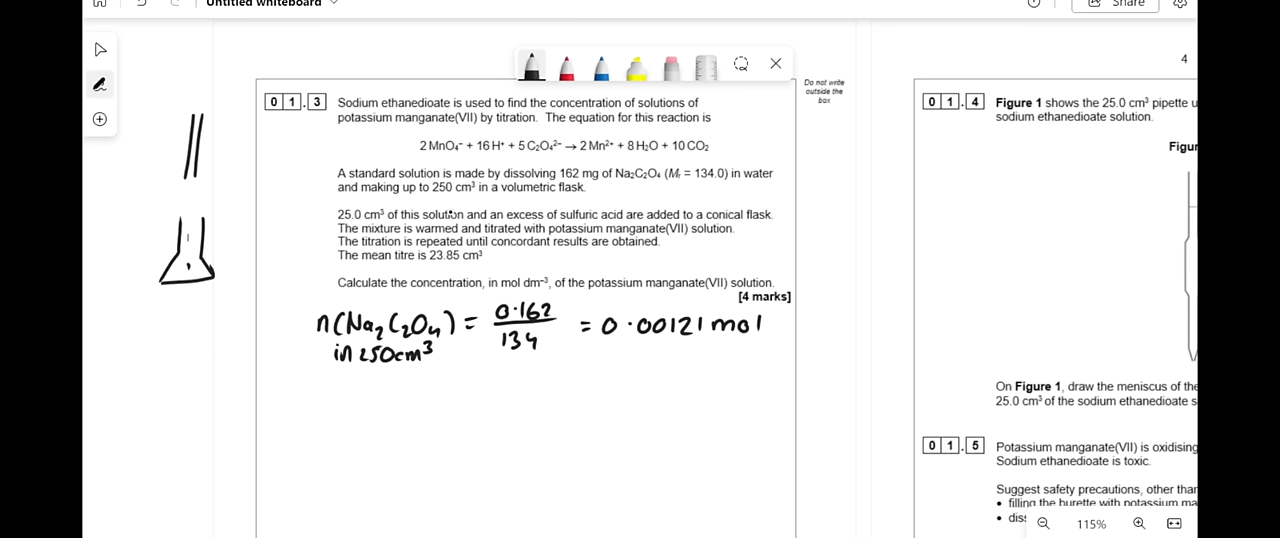 Untitled whiteboard
Share
Do not write
outside the
box
0 1 . 3 Sodium ethanedioate is used to find the concentration of solutions of
potassium manganate(VII) by titration. The equation for this reaction is
2 MnO₄⁻ + 16 H⁺ + 5 C₂O₄²⁻ → 2 Mn²⁺ + 8 H₂O + 10 CO₂
A standard solution is made by dissolving 162 mg of Na₂C₂O₄ (Mᵣ = 134.0) in water
and making up to 250 cm³ in a volumetric flask.
25.0 cm³ of this solution and an excess of sulfuric acid are added to a conical flask.
The mixture is warmed and titrated with potassium manganate(VII) solution.
The titration is repeated until concordant results are obtained.
The mean titre is 23.85 cm³
Calculate the concentration, in mol dm⁻³, of the potassium manganate(VII) solution.
[4 marks]
n(Na₂C₂O₄) = 0.162 / 134 = 0.00121 mol
in 250cm³
4
0 1 . 4 Figure 1 shows the 25.0 cm³ pipette u
sodium ethanedioate solution.
Figur
On Figure 1, draw the meniscus of the
25.0 cm³ of the sodium ethanedioate s
0 1 . 5 Potassium manganate(VII) is oxidising
Sodium ethanedioate is toxic.
Suggest safety precautions, other than
• filling the burette with potassium ma
• diss
115%